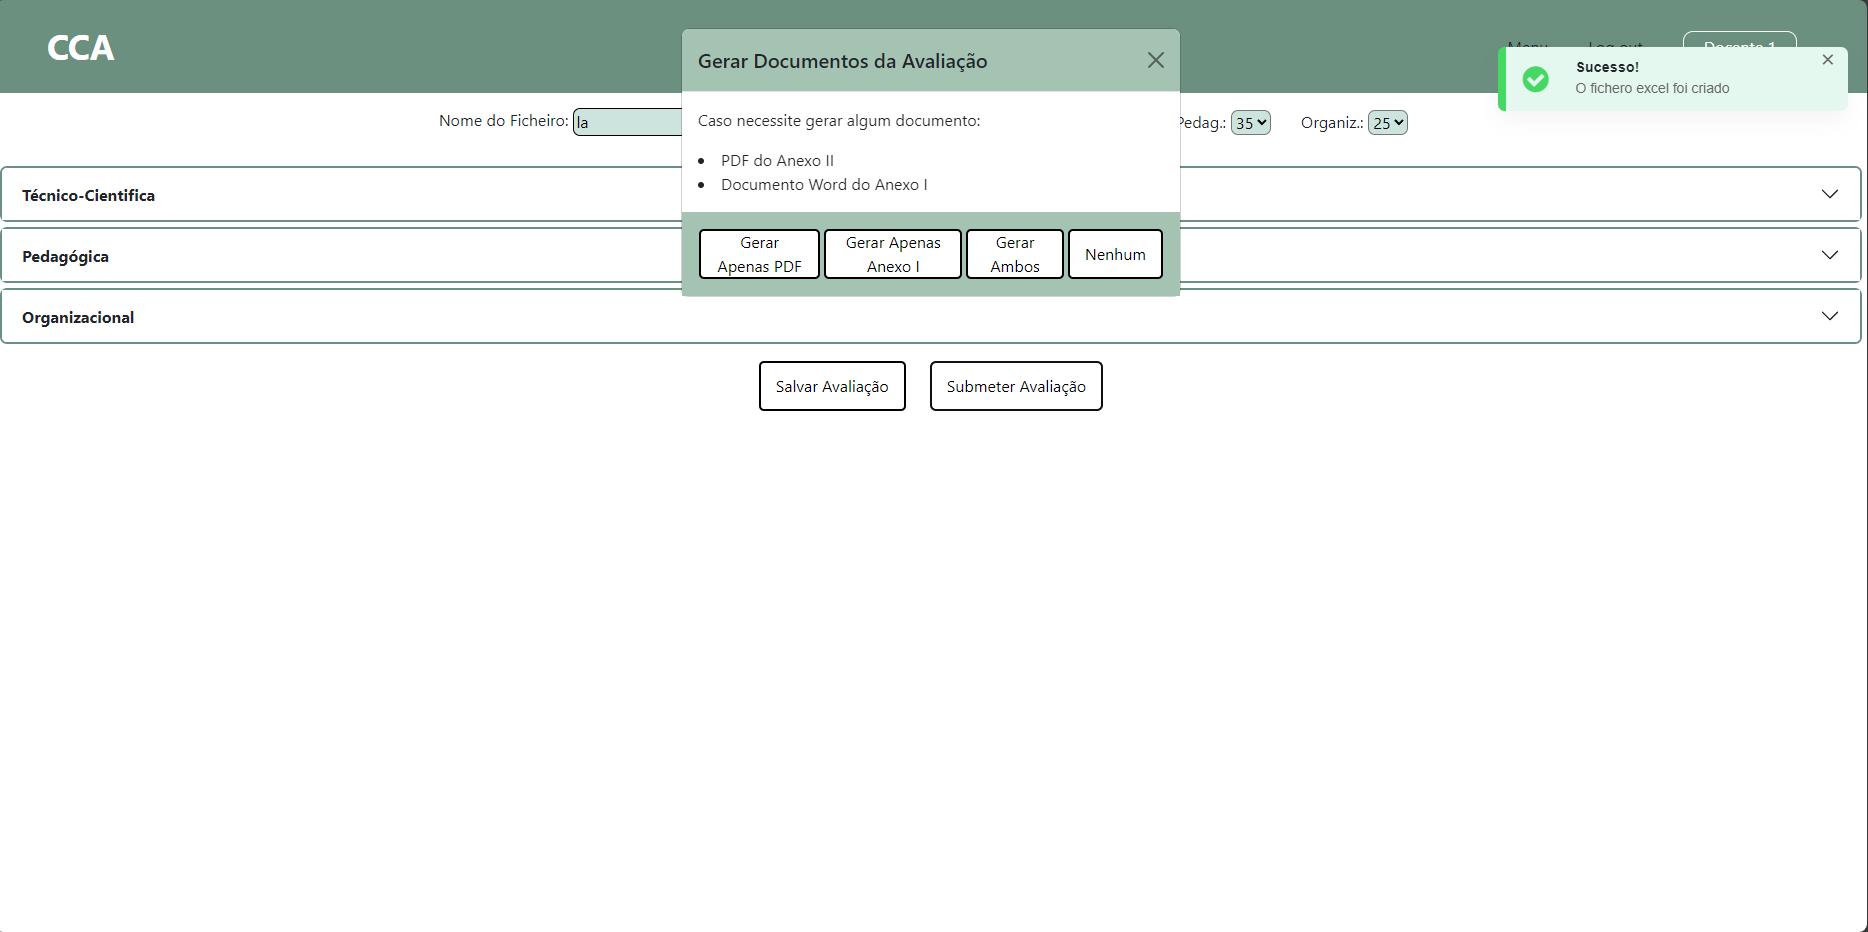 CCA
Menu
Log out
Docente 1
Gerar Documentos da Avaliação
Sucesso!
O fichero excel foi criado
Nome do Ficheiro: la
Pedag.: 35
Organiz.: 25
Caso necessite gerar algum documento:
PDF do Anexo II
Documento Word do Anexo I
Gerar
Apenas PDF
Gerar Apenas
Anexo I
Gerar
Ambos
Nenhum
Técnico-Cientifica
Pedagógica
Organizacional
Salvar Avaliação
Submeter Avaliação